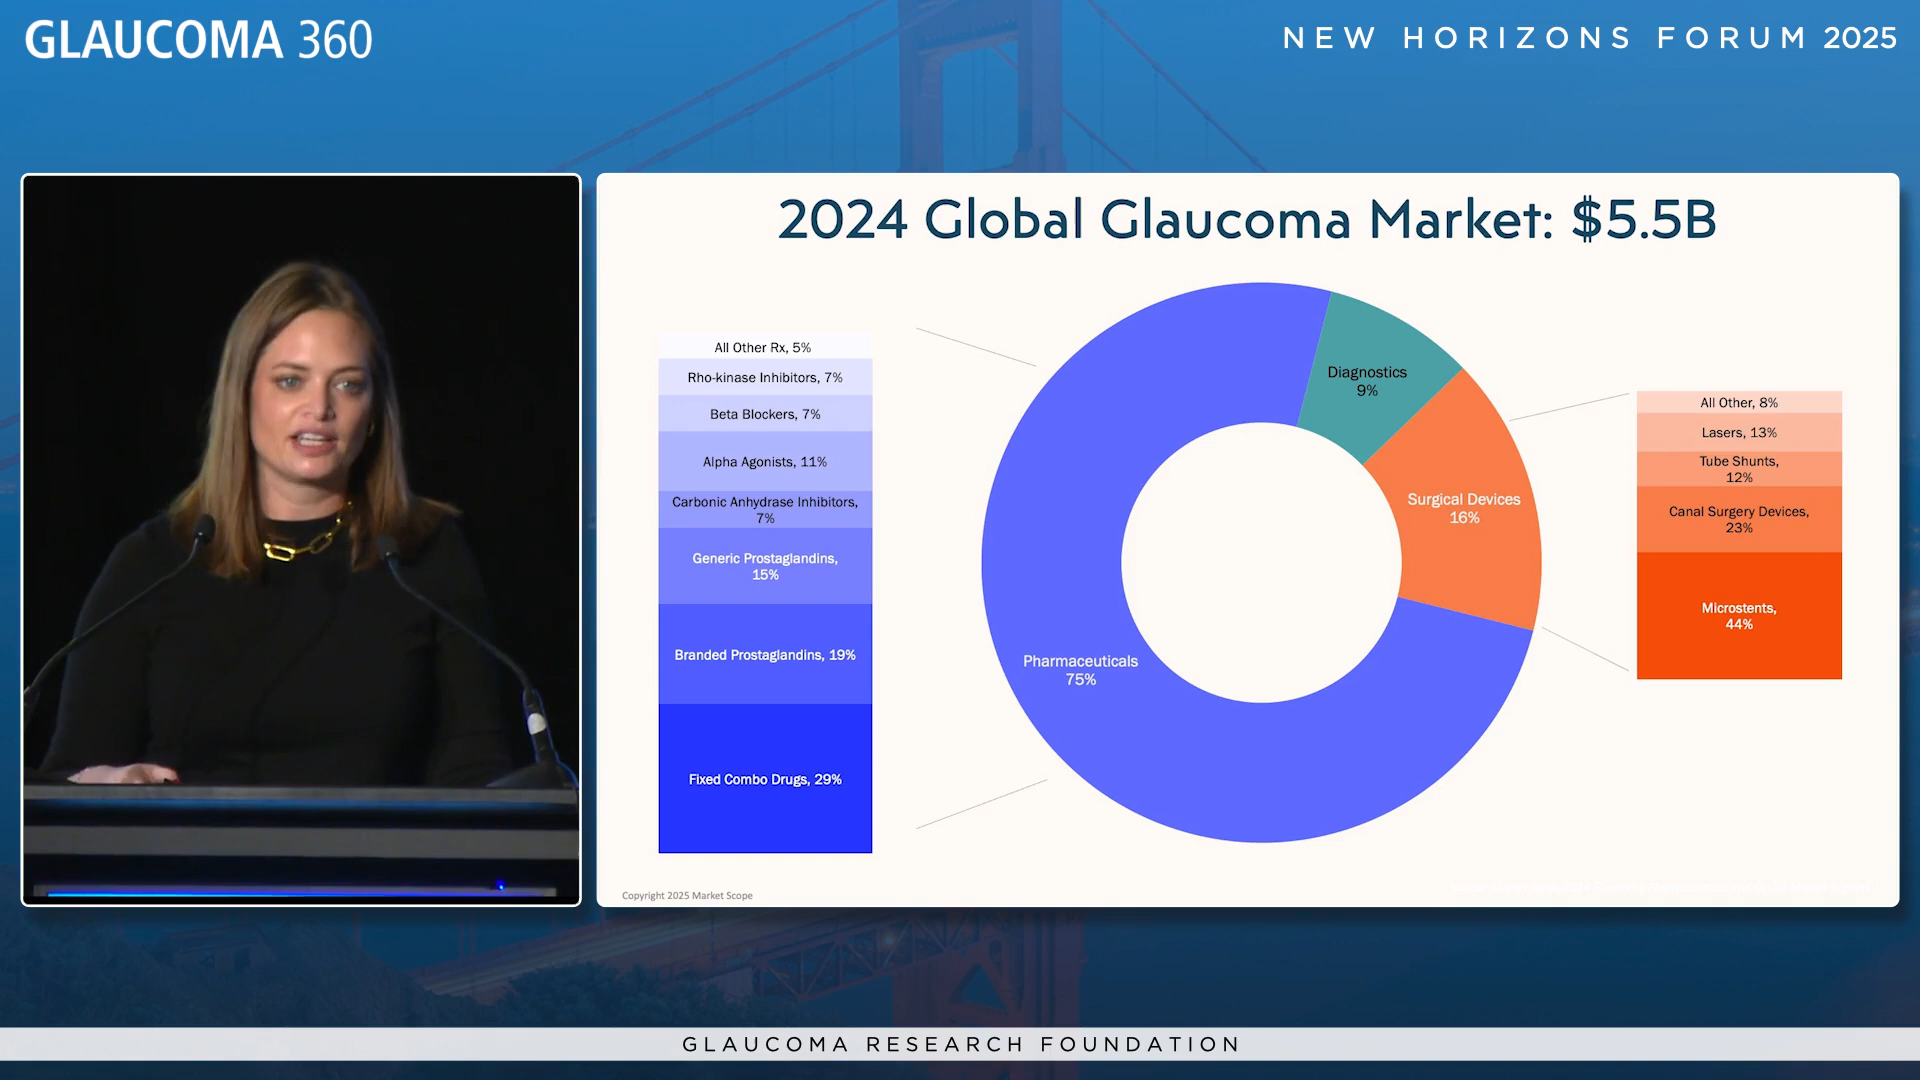 GLAUCOMA 360
NEW HORIZONS FORUM 2025
2024 Global Glaucoma Market: $5.5B
All Other Rx, 5%
Rho-kinase Inhibitors, 7%
Beta Blockers, 7%
Alpha Agonists, 11%
Carbonic Anhydrase Inhibitors,
7%
Generic Prostaglandins,
15%
Branded Prostaglandins, 19%
Fixed Combo Drugs, 29%
Diagnostics
9%
Surgical Devices
16%
Pharmaceuticals
75%
All Other, 8%
Lasers, 13%
Tube Shunts,
12%
Canal Surgery Devices,
23%
Microstents,
44%
Copyright 2025 Market Scope
GLAUCOMA RESEARCH FOUNDATION